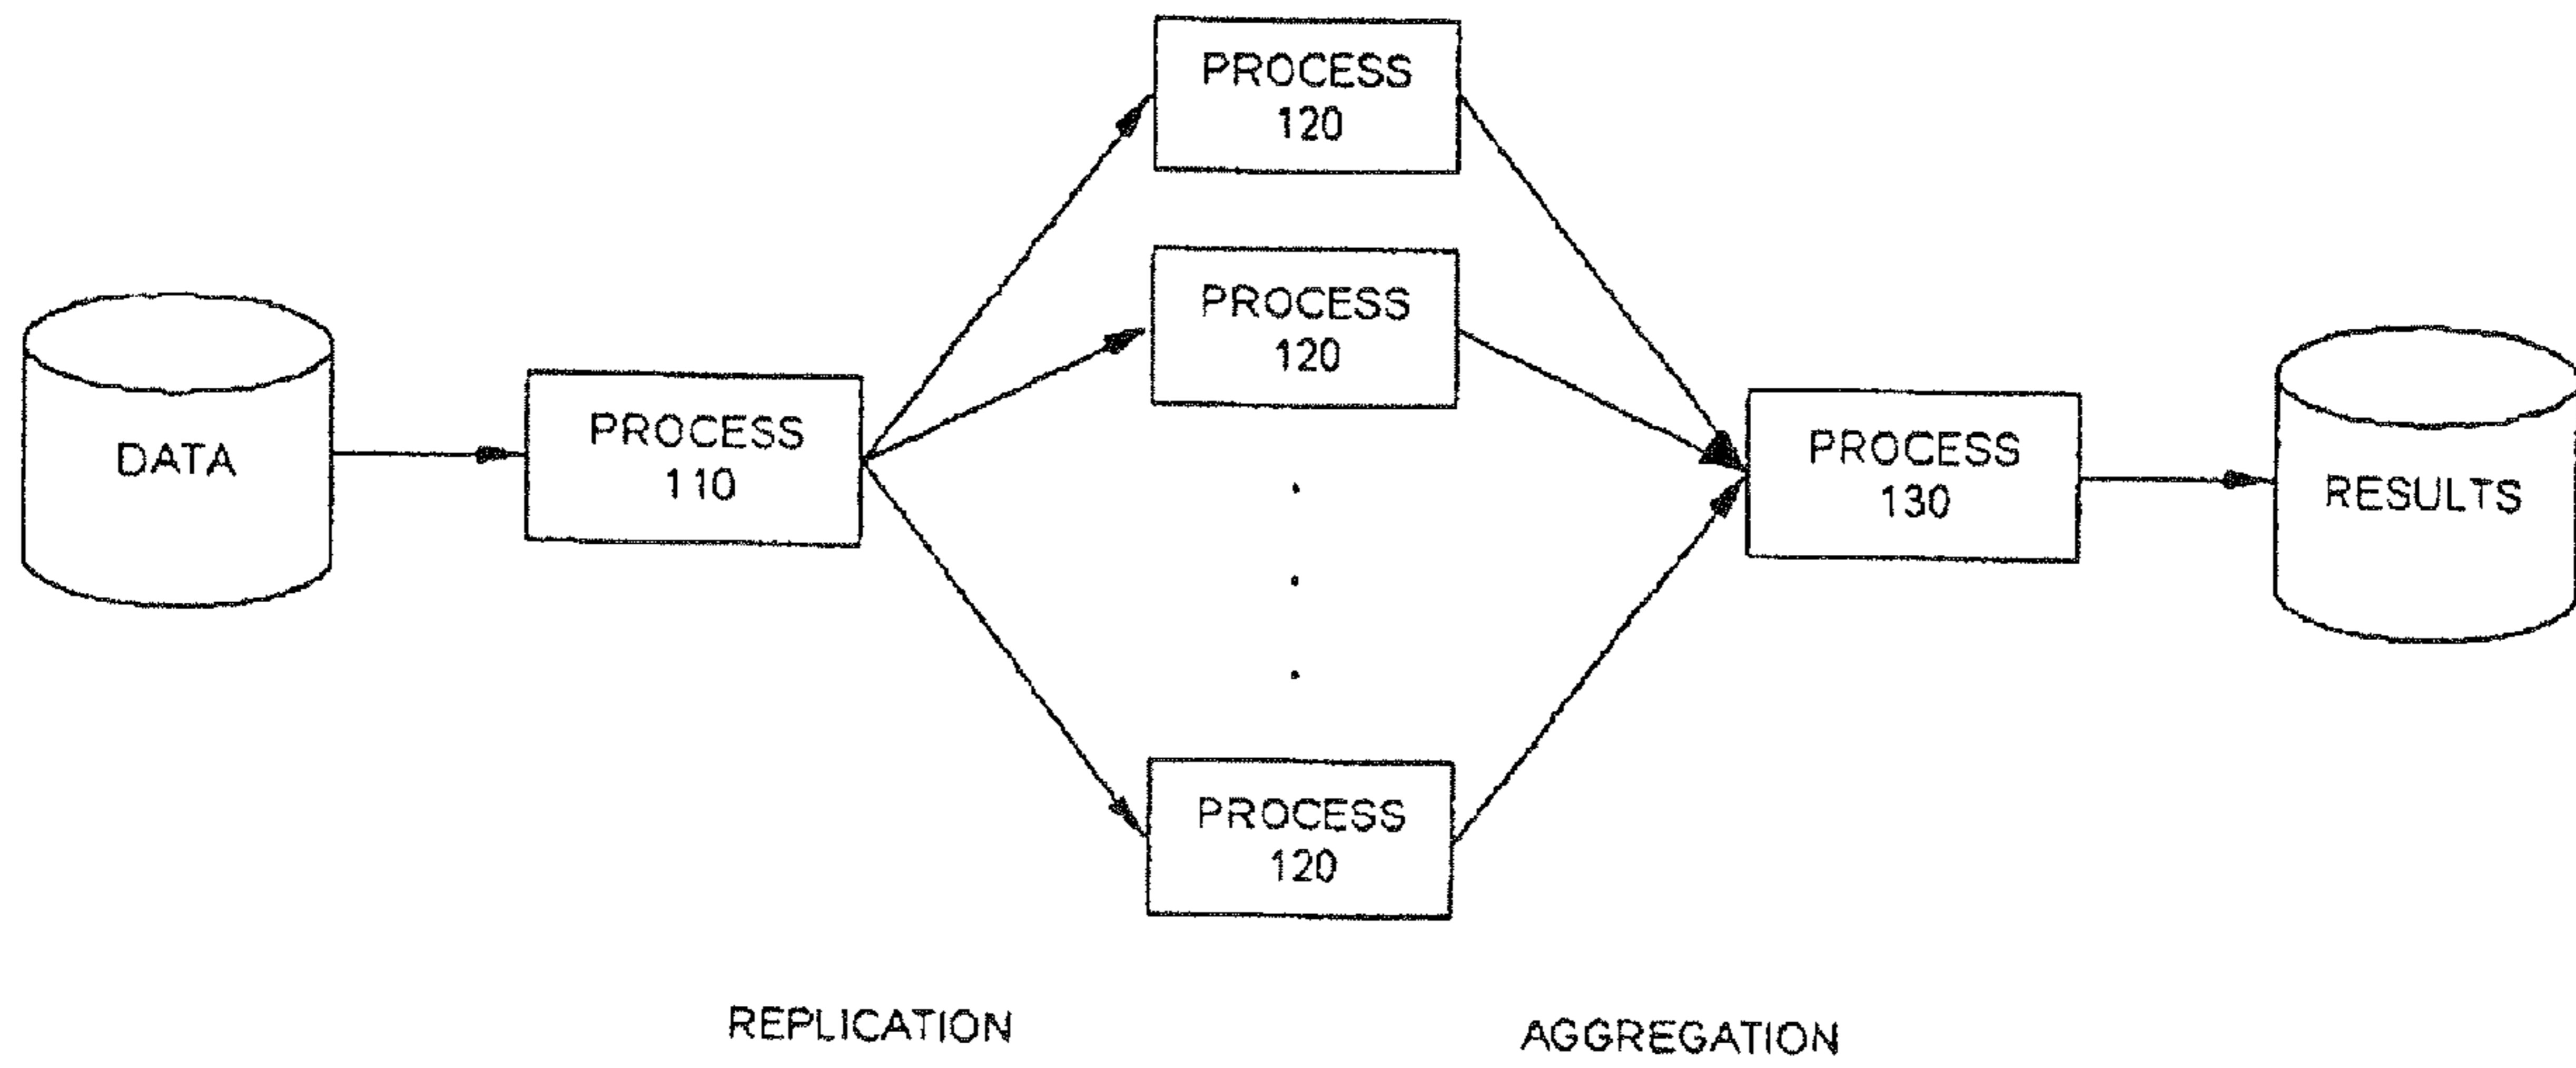 PROCESS
120
PROCESS
120
DATA
PROCESS
110
PROCESS
130
RESULTS
PROCESS
120
REPLICATION
AGGREGATION